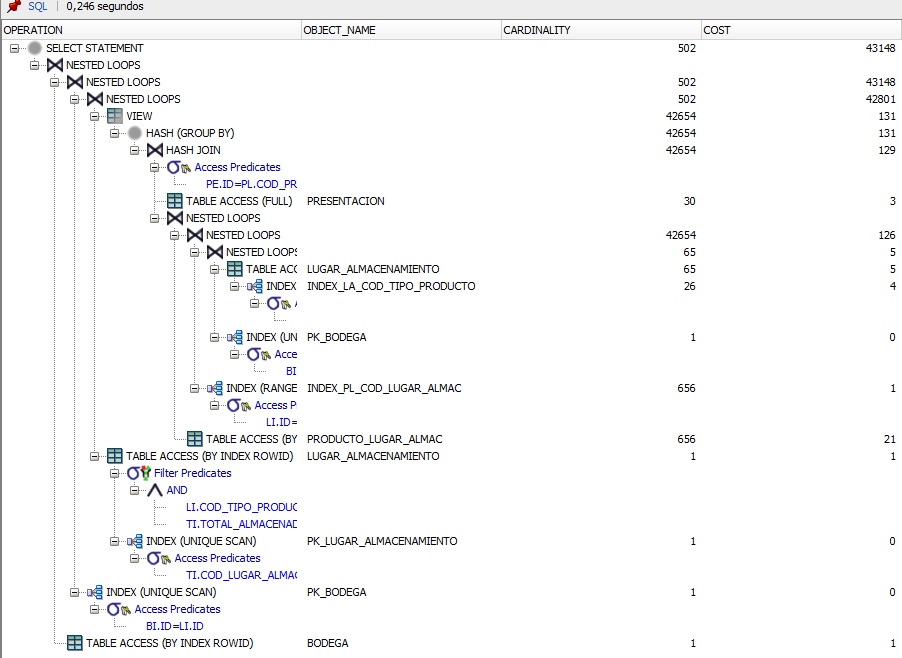 SQL | 0,246 segundos
OPERATION OBJECT_NAME CARDINALITY COST
SELECT STATEMENT 502 43148
NESTED LOOPS
NESTED LOOPS 502 43148
NESTED LOOPS 502 42801
VIEW 42654 131
HASH (GROUP BY) 42654 131
HASH JOIN 42654 129
Access Predicates
PE.ID=PL.COD_PR
TABLE ACCESS (FULL) PRESENTACION 30 3
NESTED LOOPS
NESTED LOOPS 42654 126
NESTED LOOPS 65 5
TABLE ACC LUGAR_ALMACENAMIENTO 65 5
INDEX INDEX_LA_COD_TIPO_PRODUCTO 26 4
INDEX (UN PK_BODEGA 1 0
Acce
BI
INDEX (RANGE INDEX_PL_COD_LUGAR_ALMAC 656 1
Access P
LI.ID=
TABLE ACCESS (BY PRODUCTO_LUGAR_ALMAC 656 21
TABLE ACCESS (BY INDEX ROWID) LUGAR_ALMACENAMIENTO 1 1
Filter Predicates
AND
LI.COD_TIPO_PRODUC
TI.TOTAL_ALMACENAD
INDEX (UNIQUE SCAN) PK_LUGAR_ALMACENAMIENTO 1 0
Access Predicates
TI.COD_LUGAR_ALMAC
INDEX (UNIQUE SCAN) PK_BODEGA 1 0
Access Predicates
BI.ID=LI.ID
TABLE ACCESS (BY INDEX ROWID) BODEGA 1 1